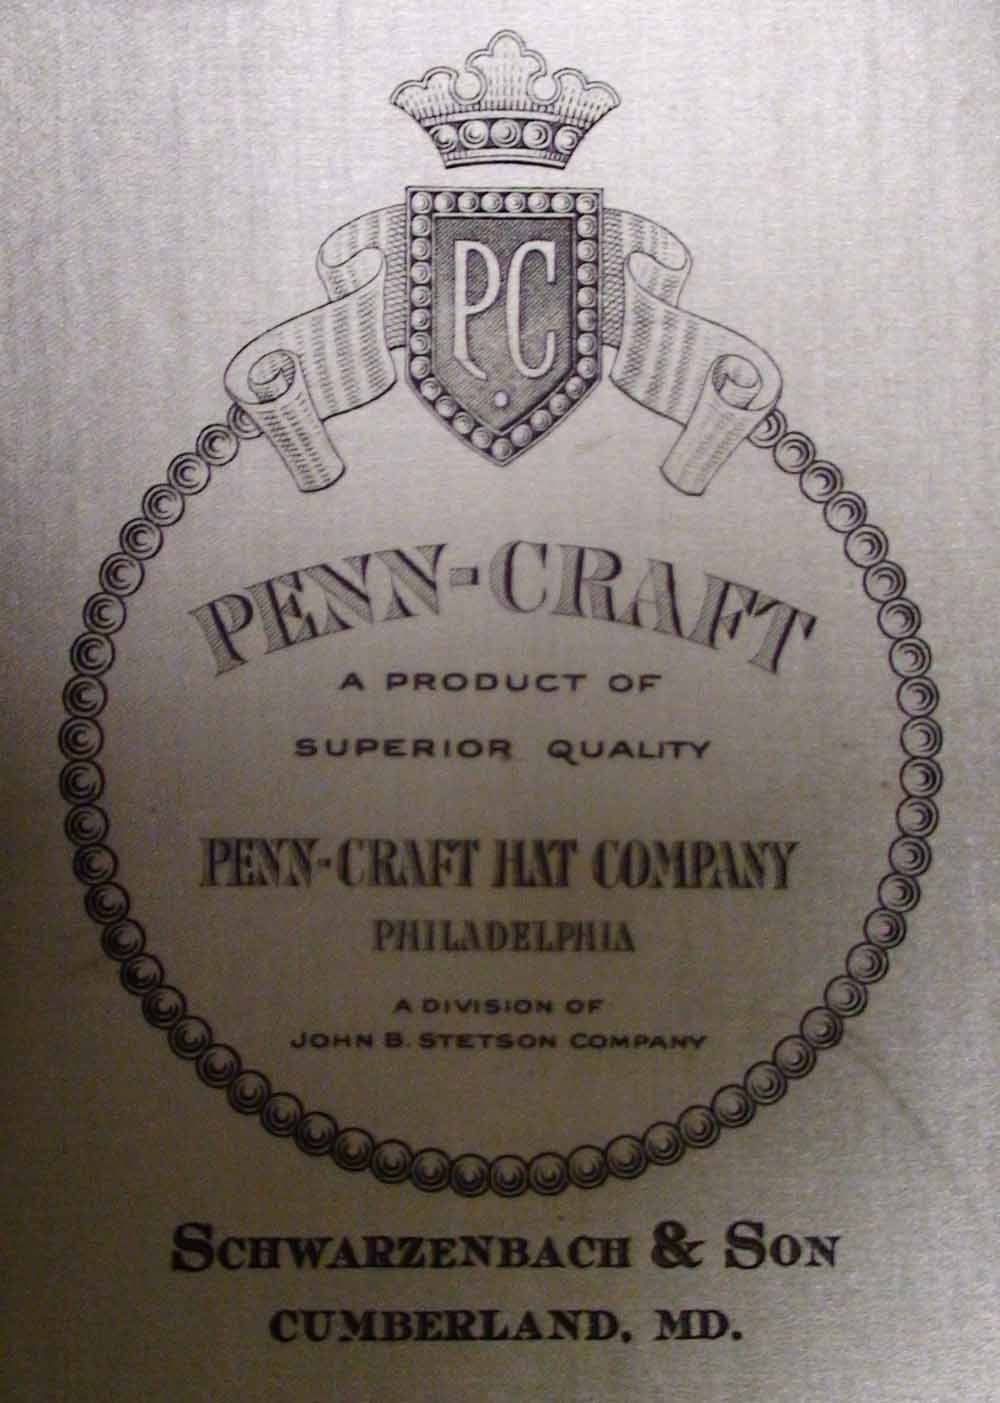 P.C
PENN-CRAFT
A PRODUCT OF
SUPERIOR QUALITY
PENN-CRAFT HAT COMPANY
PHILADELPHIA
A DIVISION OF
JOHN B. STETSON COMPANY
SCHWARZENBACH & SON
CUMBERLAND, MD.